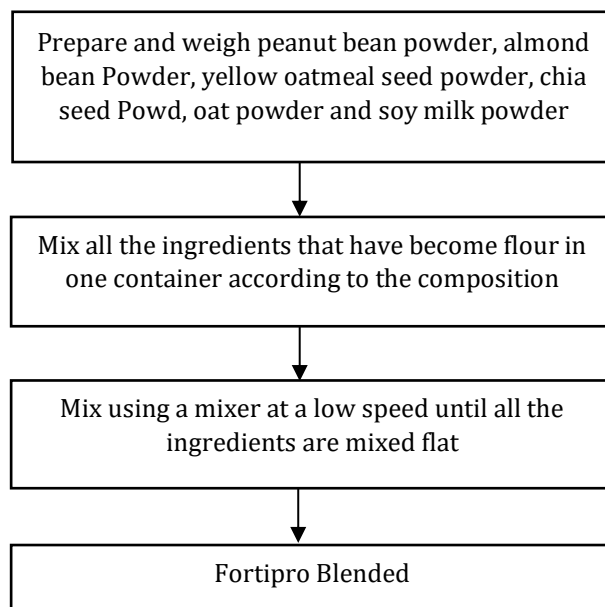 Prepare and weigh peanut bean powder, almond
bean Powder, yellow oatmeal seed powder, chia
seed Powd, oat powder and soy milk powder
Mix all the ingredients that have become flour in
one container according to the composition
Mix using a mixer at a low speed until all the
ingredients are mixed flat
Fortipro Blended